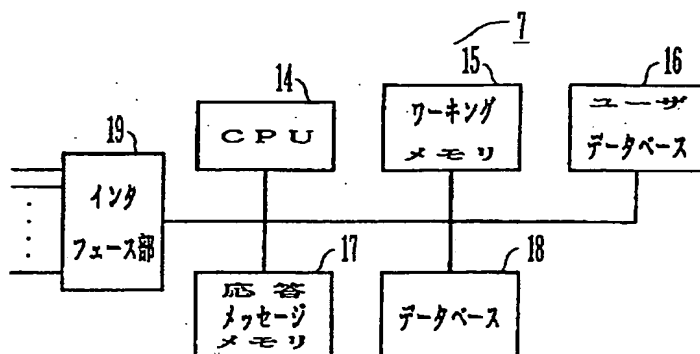 7
14
15
16
CPU
ワーキング
メモリ
ユーザ
データベース
19
インタ
フェース部
17
18
応答
メッセージ
メモリ
データベース